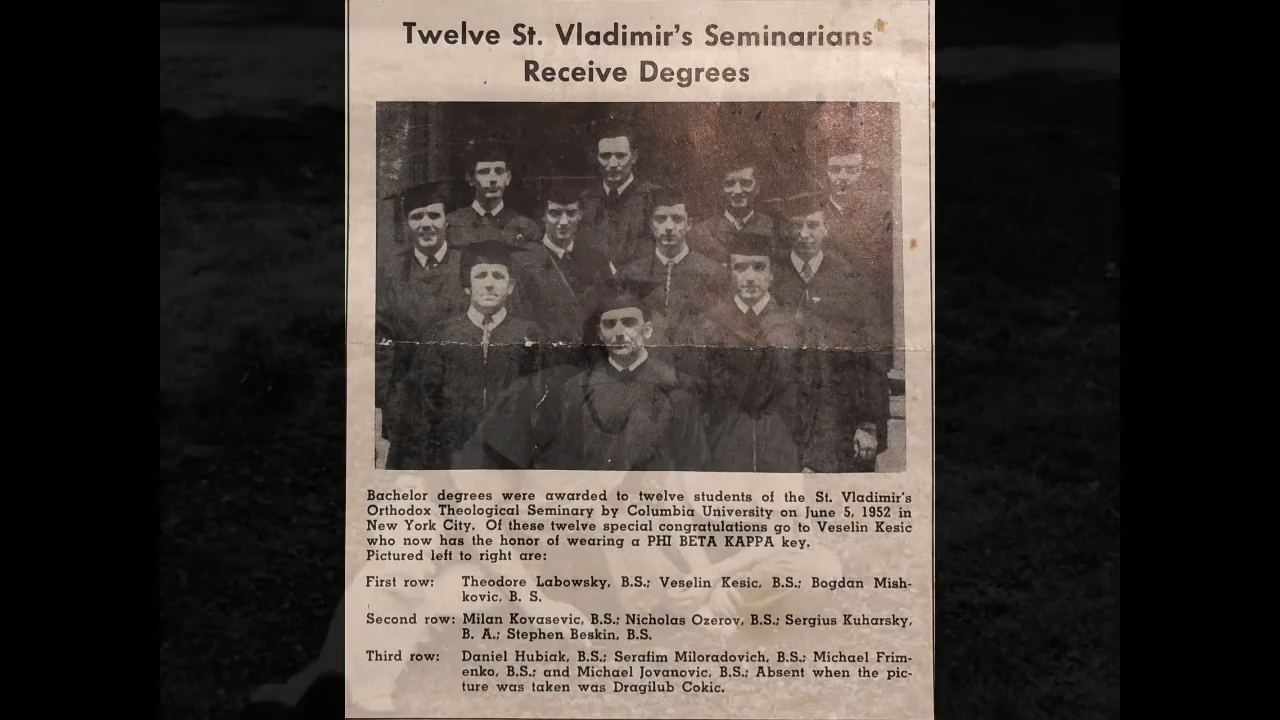 Twelve St. Vladimir's Seminarians
Receive Degrees
Bachelor degrees were awarded to twelve students of the St. Vladimir's
Orthodox Theological Seminary by Columbia University on June 5, 1952 in
New York City. Of these twelve special congratulations go to Veselin Kesic
who now has the honor of wearing a PHI BETA KAPPA key.
Pictured left to right are:
First row: Theodore Labowsky, B.S.; Veselin Kesic, B.S.; Bogdan Mish-
kovic, B. S.
Second row: Milan Kovasevic, B.S.; Nicholas Ozerov, B.S.; Sergius Kuharsky,
B. A.; Stephen Beskin, B.S.
Third row: Daniel Hubiak, B.S.; Serafim Miloradovich, B.S.; Michael Frim-
enko, B.S.; and Michael Jovanovic, B.S.; Absent when the pic-
ture was taken was Dragilub Cokic.